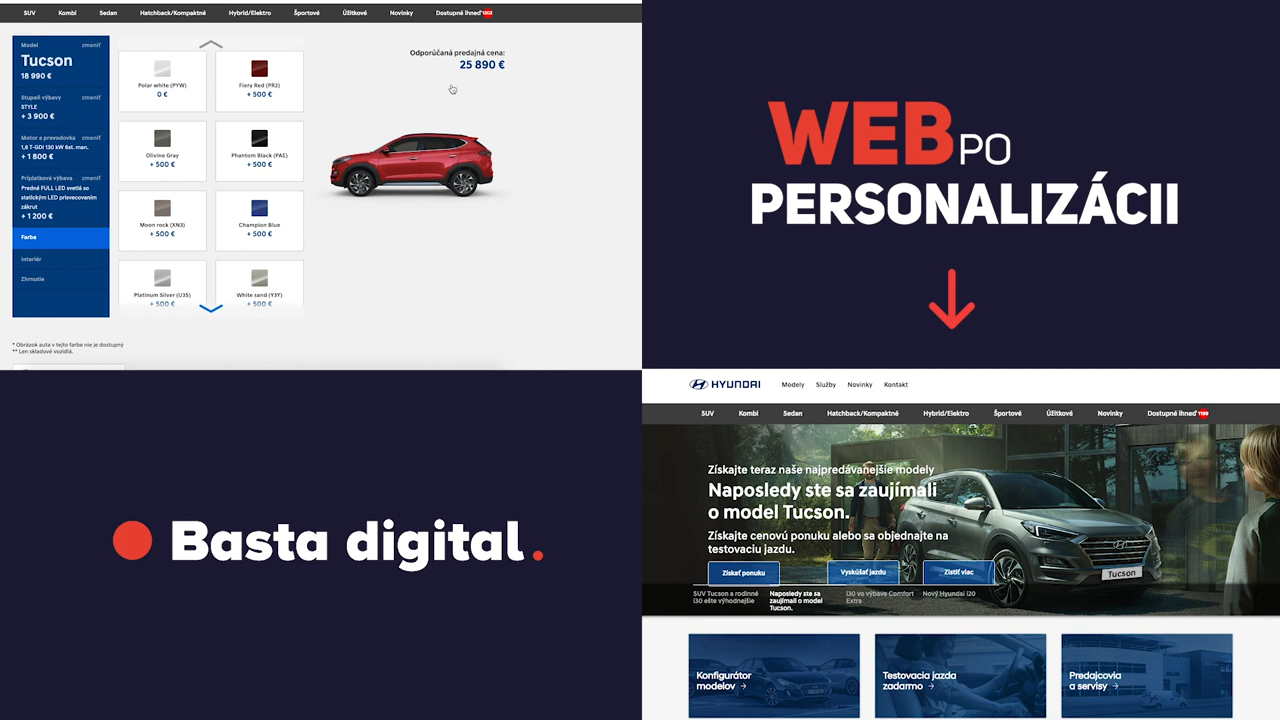 SUV Kombi Sedan Hatchback/Kompaktné Hybrid/Elektro Športové Úžitkové Novinky Dostupné ihneď 1202
Model zmeniť
Tucson
18 990 €
Stupeň výbavy zmeniť
STYLE
+ 3 900 €
Motor a prevodovka zmeniť
1,6 T-GDI 130 kW 6st. man.
+ 1 800 €
Príplatková výbava zmeniť
Predné FULL LED svetlá so
statickým LED prisvecovaním
zákrut
+ 1 200 €
Farba
Interiér
Zhrnutie
Polar white (PYW)
0 €
Fiery Red (PR2)
+ 500 €
Olivine Gray
+ 500 €
Phantom Black (PAE)
+ 500 €
Moon rock (XN3)
+ 500 €
Champion Blue
+ 500 €
Platinum Silver (U3S)
+ 500 €
White sand (Y3Y)
+ 500 €
Odporúčaná predajná cena:
25 890 €
* Obrázok auta v tejto farbe nie je dostupný
** Len skladové vozidlá.
WEB PO
PERSONALIZÁCII
Basta digital.
HYUNDAI Modely Služby Novinky Kontakt
SUV Kombi Sedan Hatchback/Kompaktné Hybrid/Elektro Športové Úžitkové Novinky Dostupné ihneď 1199
Získajte teraz naše najpredávanejšie modely
Naposledy ste sa zaujímali
o model Tucson.
Získajte cenovú ponuku alebo sa objednajte na
testovaciu jazdu.
Získať ponuku Vyskúšať jazdu Zistiť viac
SUV Tucson a rodinné
i30 ešte výhodnejšie
Naposledy ste sa
zaujímali o model
Tucson.
i30 vo výbave Comfort
Extra
Nový Hyundai i20
Tucson
Konfigurátor
modelov →
Testovacia jazda
zadarmo →
Predajcovia
a servisy →